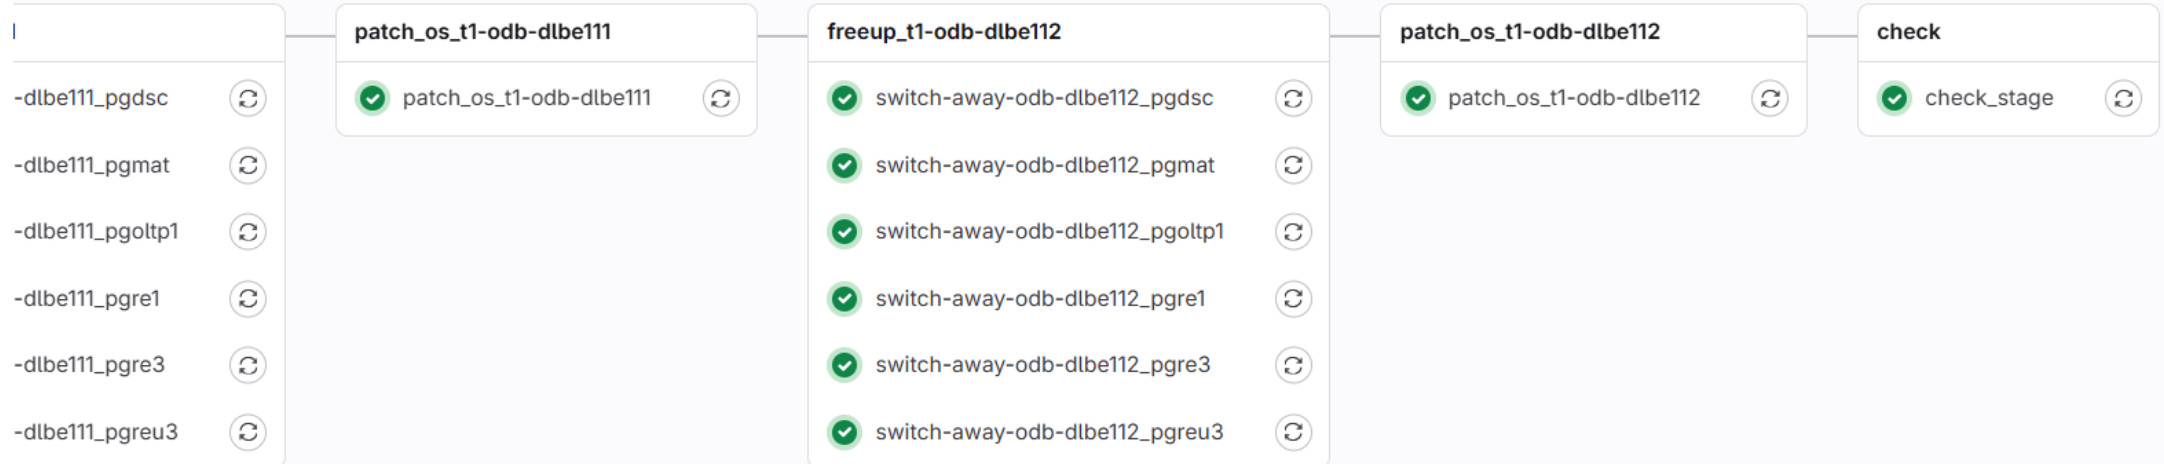 patch_os_t1-odb-dlbe111
freeup_t1-odb-dlbe112
patch_os_t1-odb-dlbe112
check
-dlbe111_pgdsc
-dlbe111_pgmat
-dlbe111_pgoltp1
-dlbe111_pgre1
-dlbe111_pgre3
-dlbe111_pgreu3
patch_os_t1-odb-dlbe111
switch-away-odb-dlbe112_pgdsc
switch-away-odb-dlbe112_pgmat
switch-away-odb-dlbe112_pgoltp1
switch-away-odb-dlbe112_pgre1
switch-away-odb-dlbe112_pgre3
switch-away-odb-dlbe112_pgreu3
patch_os_t1-odb-dlbe112
check_stage